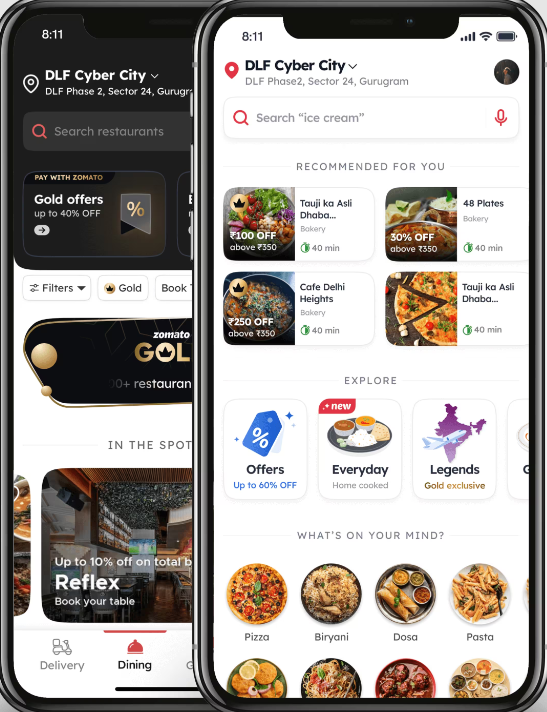 8:11
DLF Cyber City
DLF Phase 2, Sector 24, Gurugr
Search restaurants
PAY WITH ZOMATO
Gold offers
up to 40% OFF
%
Filters
Gold
Book
zomato
GOL
0+ restauran
IN THE SPOT
Up to 10% off on total b
Reflex
Book your table
Delivery
Dining
G
8:11
DLF Cyber City
DLF Phase2, Sector 24, Gurugram
Search “ice cream”
RECOMMENDED FOR YOU
₹100 OFF
above ₹350
Tauji ka Asli
Dhaba...
Bakery
40 min
30% OFF
above ₹350
48 Plates
Bakery
40 min
₹250 OFF
above ₹350
Cafe Delhi
Heights
Bakery
40 min
Tauji ka Asli
Dhaba...
40 min
EXPLORE
%
Offers
Up to 60% OFF
new
Everyday
Home cooked
Legends
Gold exclusive
G
WHAT’S ON YOUR MIND?
Pizza
Biryani
Dosa
Pasta